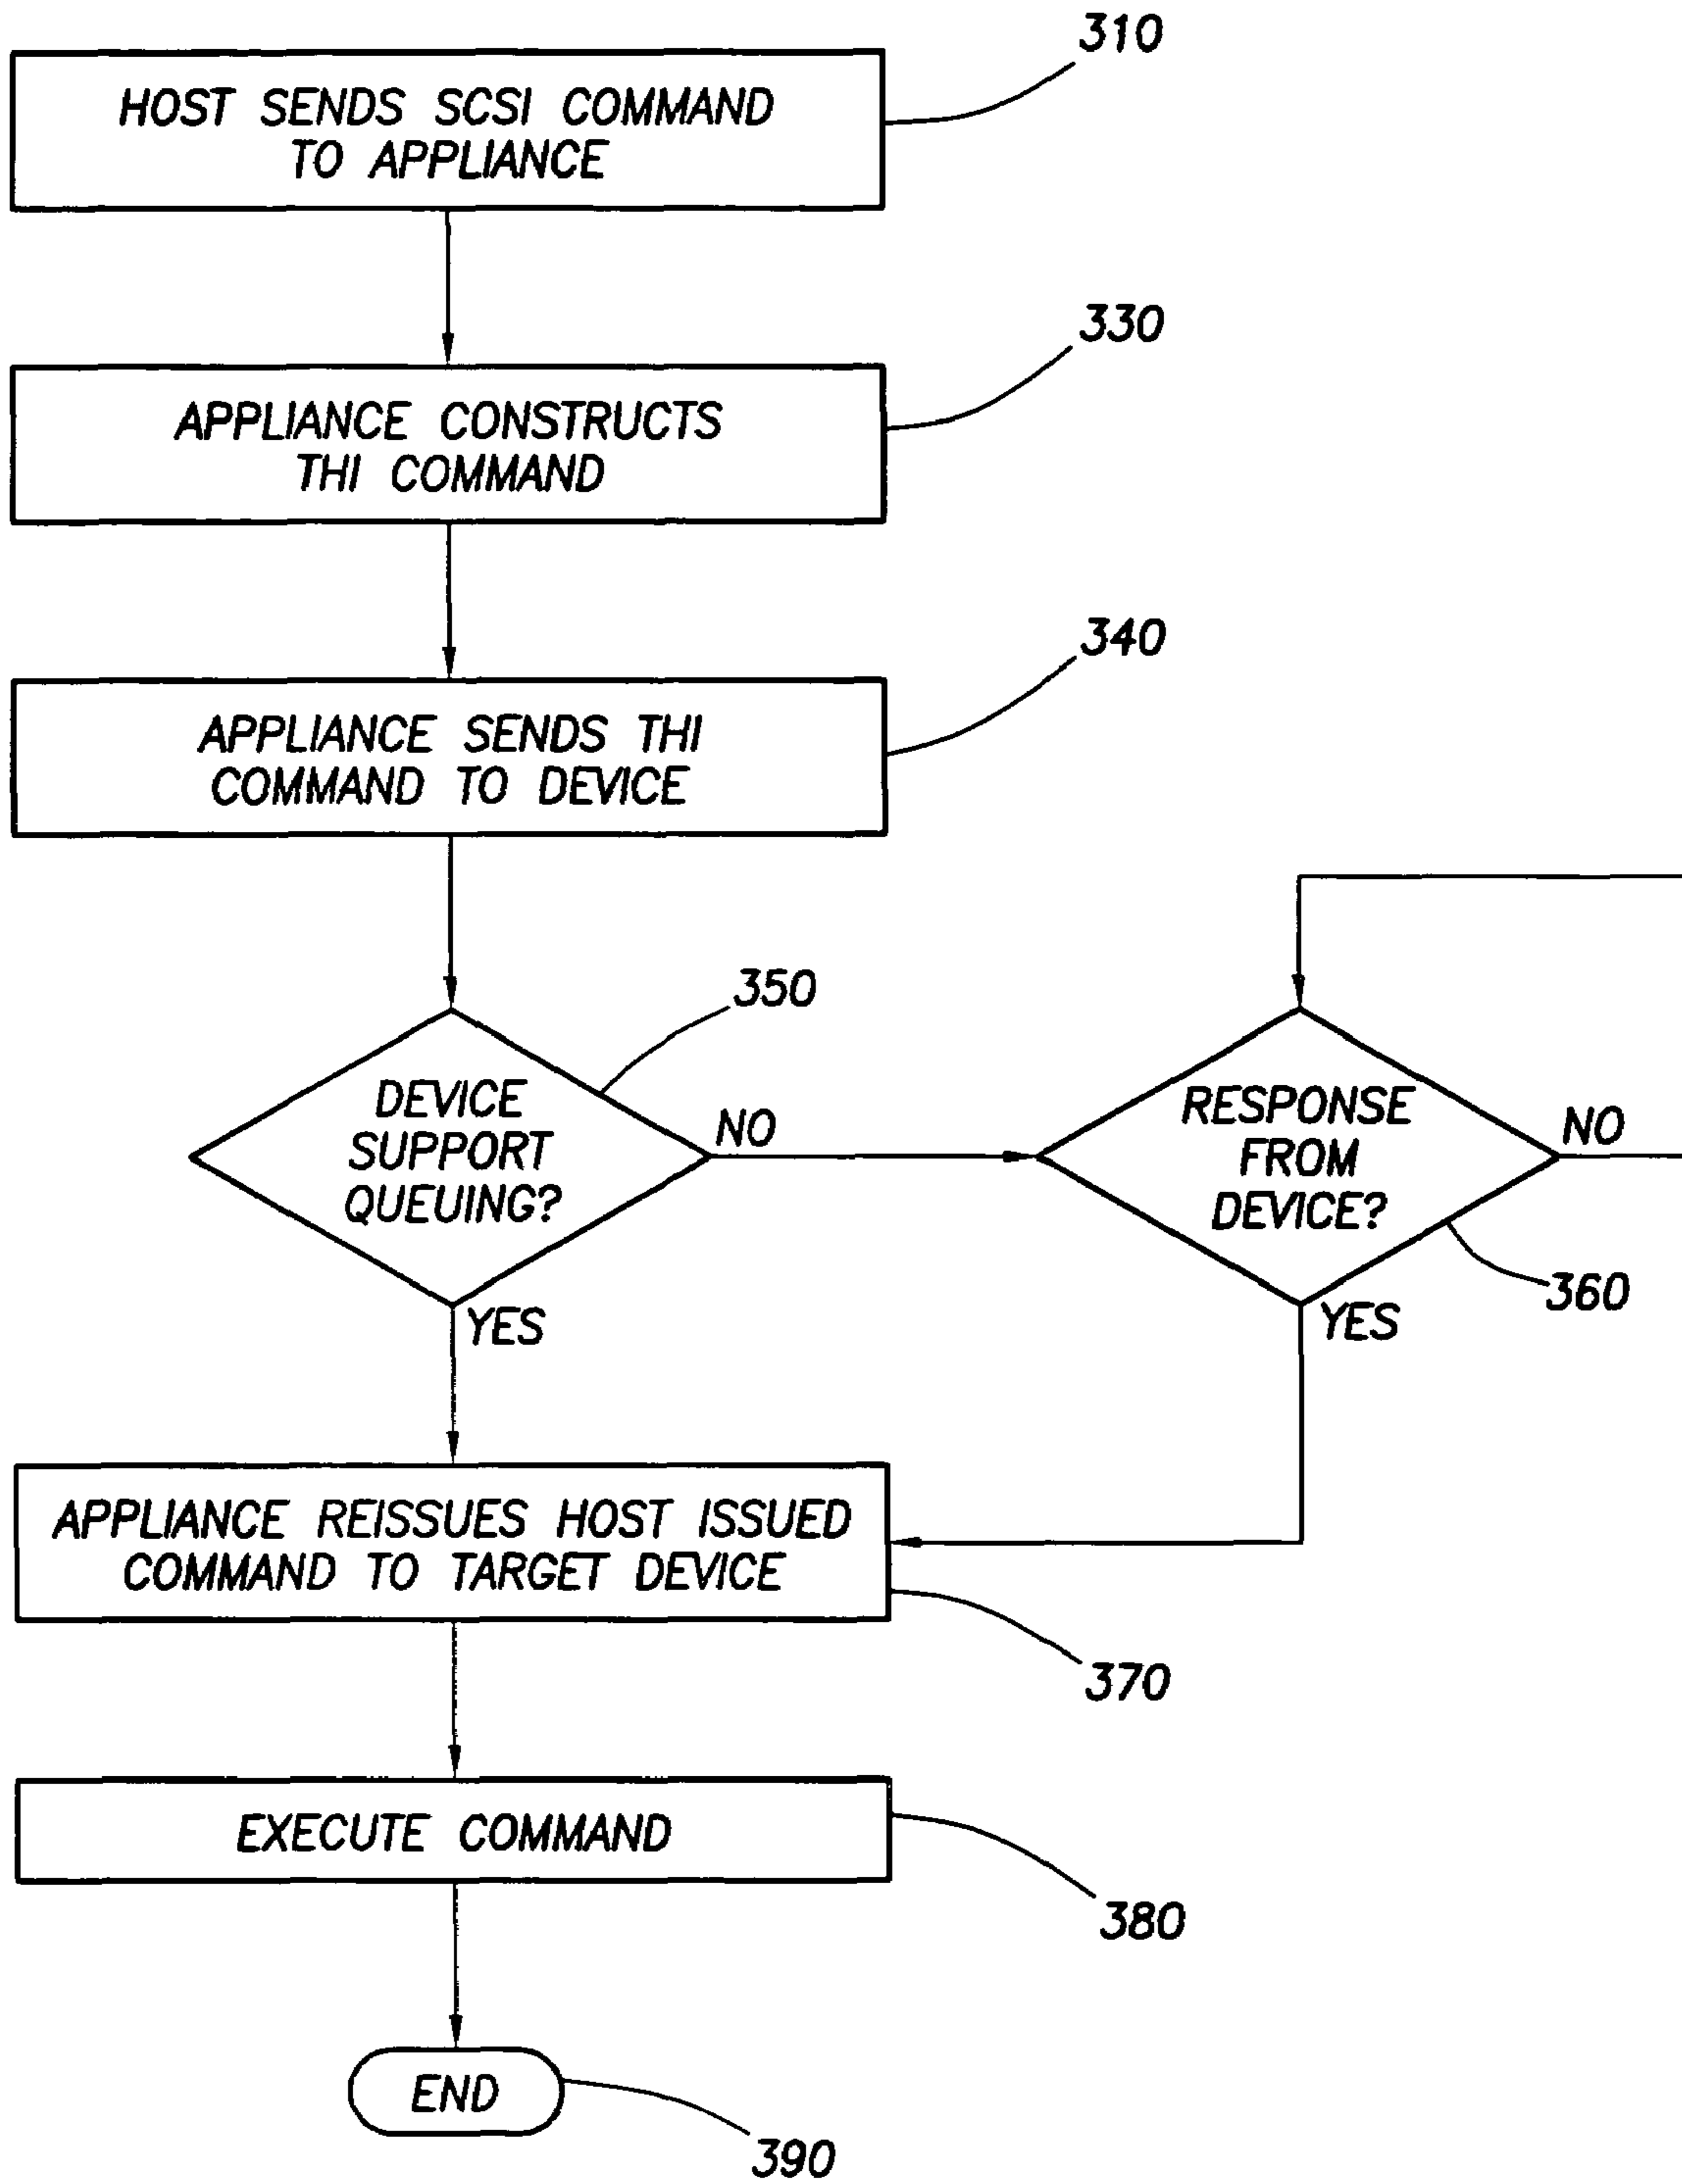 310
HOST SENDS SCSI COMMAND
TO APPLIANCE
330
APPLIANCE CONSTRUCTS
THI COMMAND
340
APPLIANCE SENDS THI
COMMAND TO DEVICE
350
DEVICE
SUPPORT
QUEUING?
NO
YES
RESPONSE
FROM
DEVICE?
NO
360
YES
APPLIANCE REISSUES HOST ISSUED
COMMAND TO TARGET DEVICE
370
EXECUTE COMMAND
380
END
390